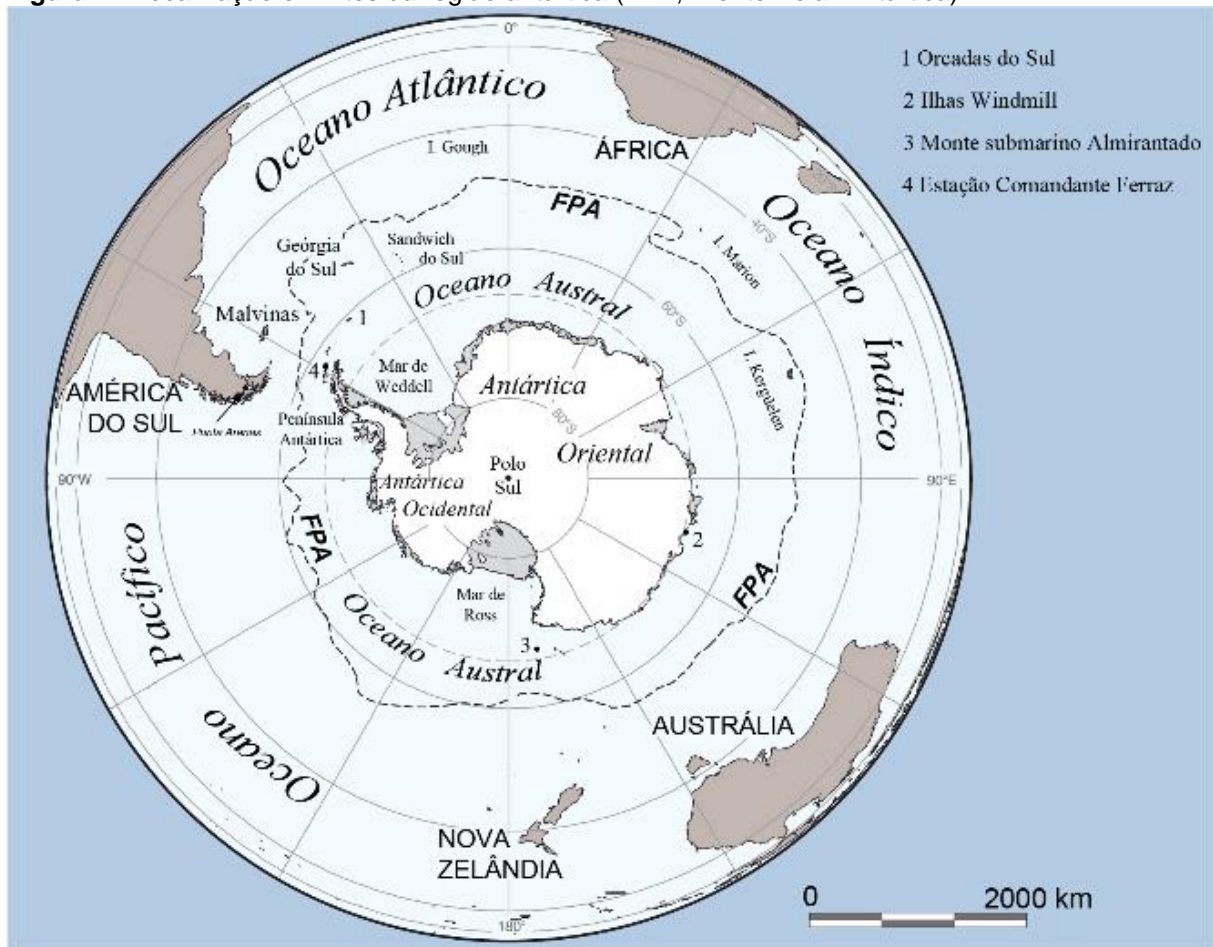 0°
Oceano Atlântico
1 Orcadas do Sul
2 Ilhas Windmill
3 Monte submarino Almirantado
4 Estação Comandante Ferraz
I. Gough
ÁFRICA
FPA
Oceano Índico
40°S
I. Marion
Geórgia
do Sul
Sandwich
do Sul
Oceano Austral
60°S
Malvinas
1
4
Mar de
Weddell
I. Kerguelen
AMÉRICA
DO SUL
Punta Arenas
Península
Antártica
Antártica
Oriental
80°S
90°W
Polo
Sul
90°E
Antártica
Ocidental
FPA
2
FPA
Mar de
Ross
3
Oceano Austral
Oceano Pacífico
AUSTRÁLIA
NOVA
ZELÂNDIA
180°
0
2000 km